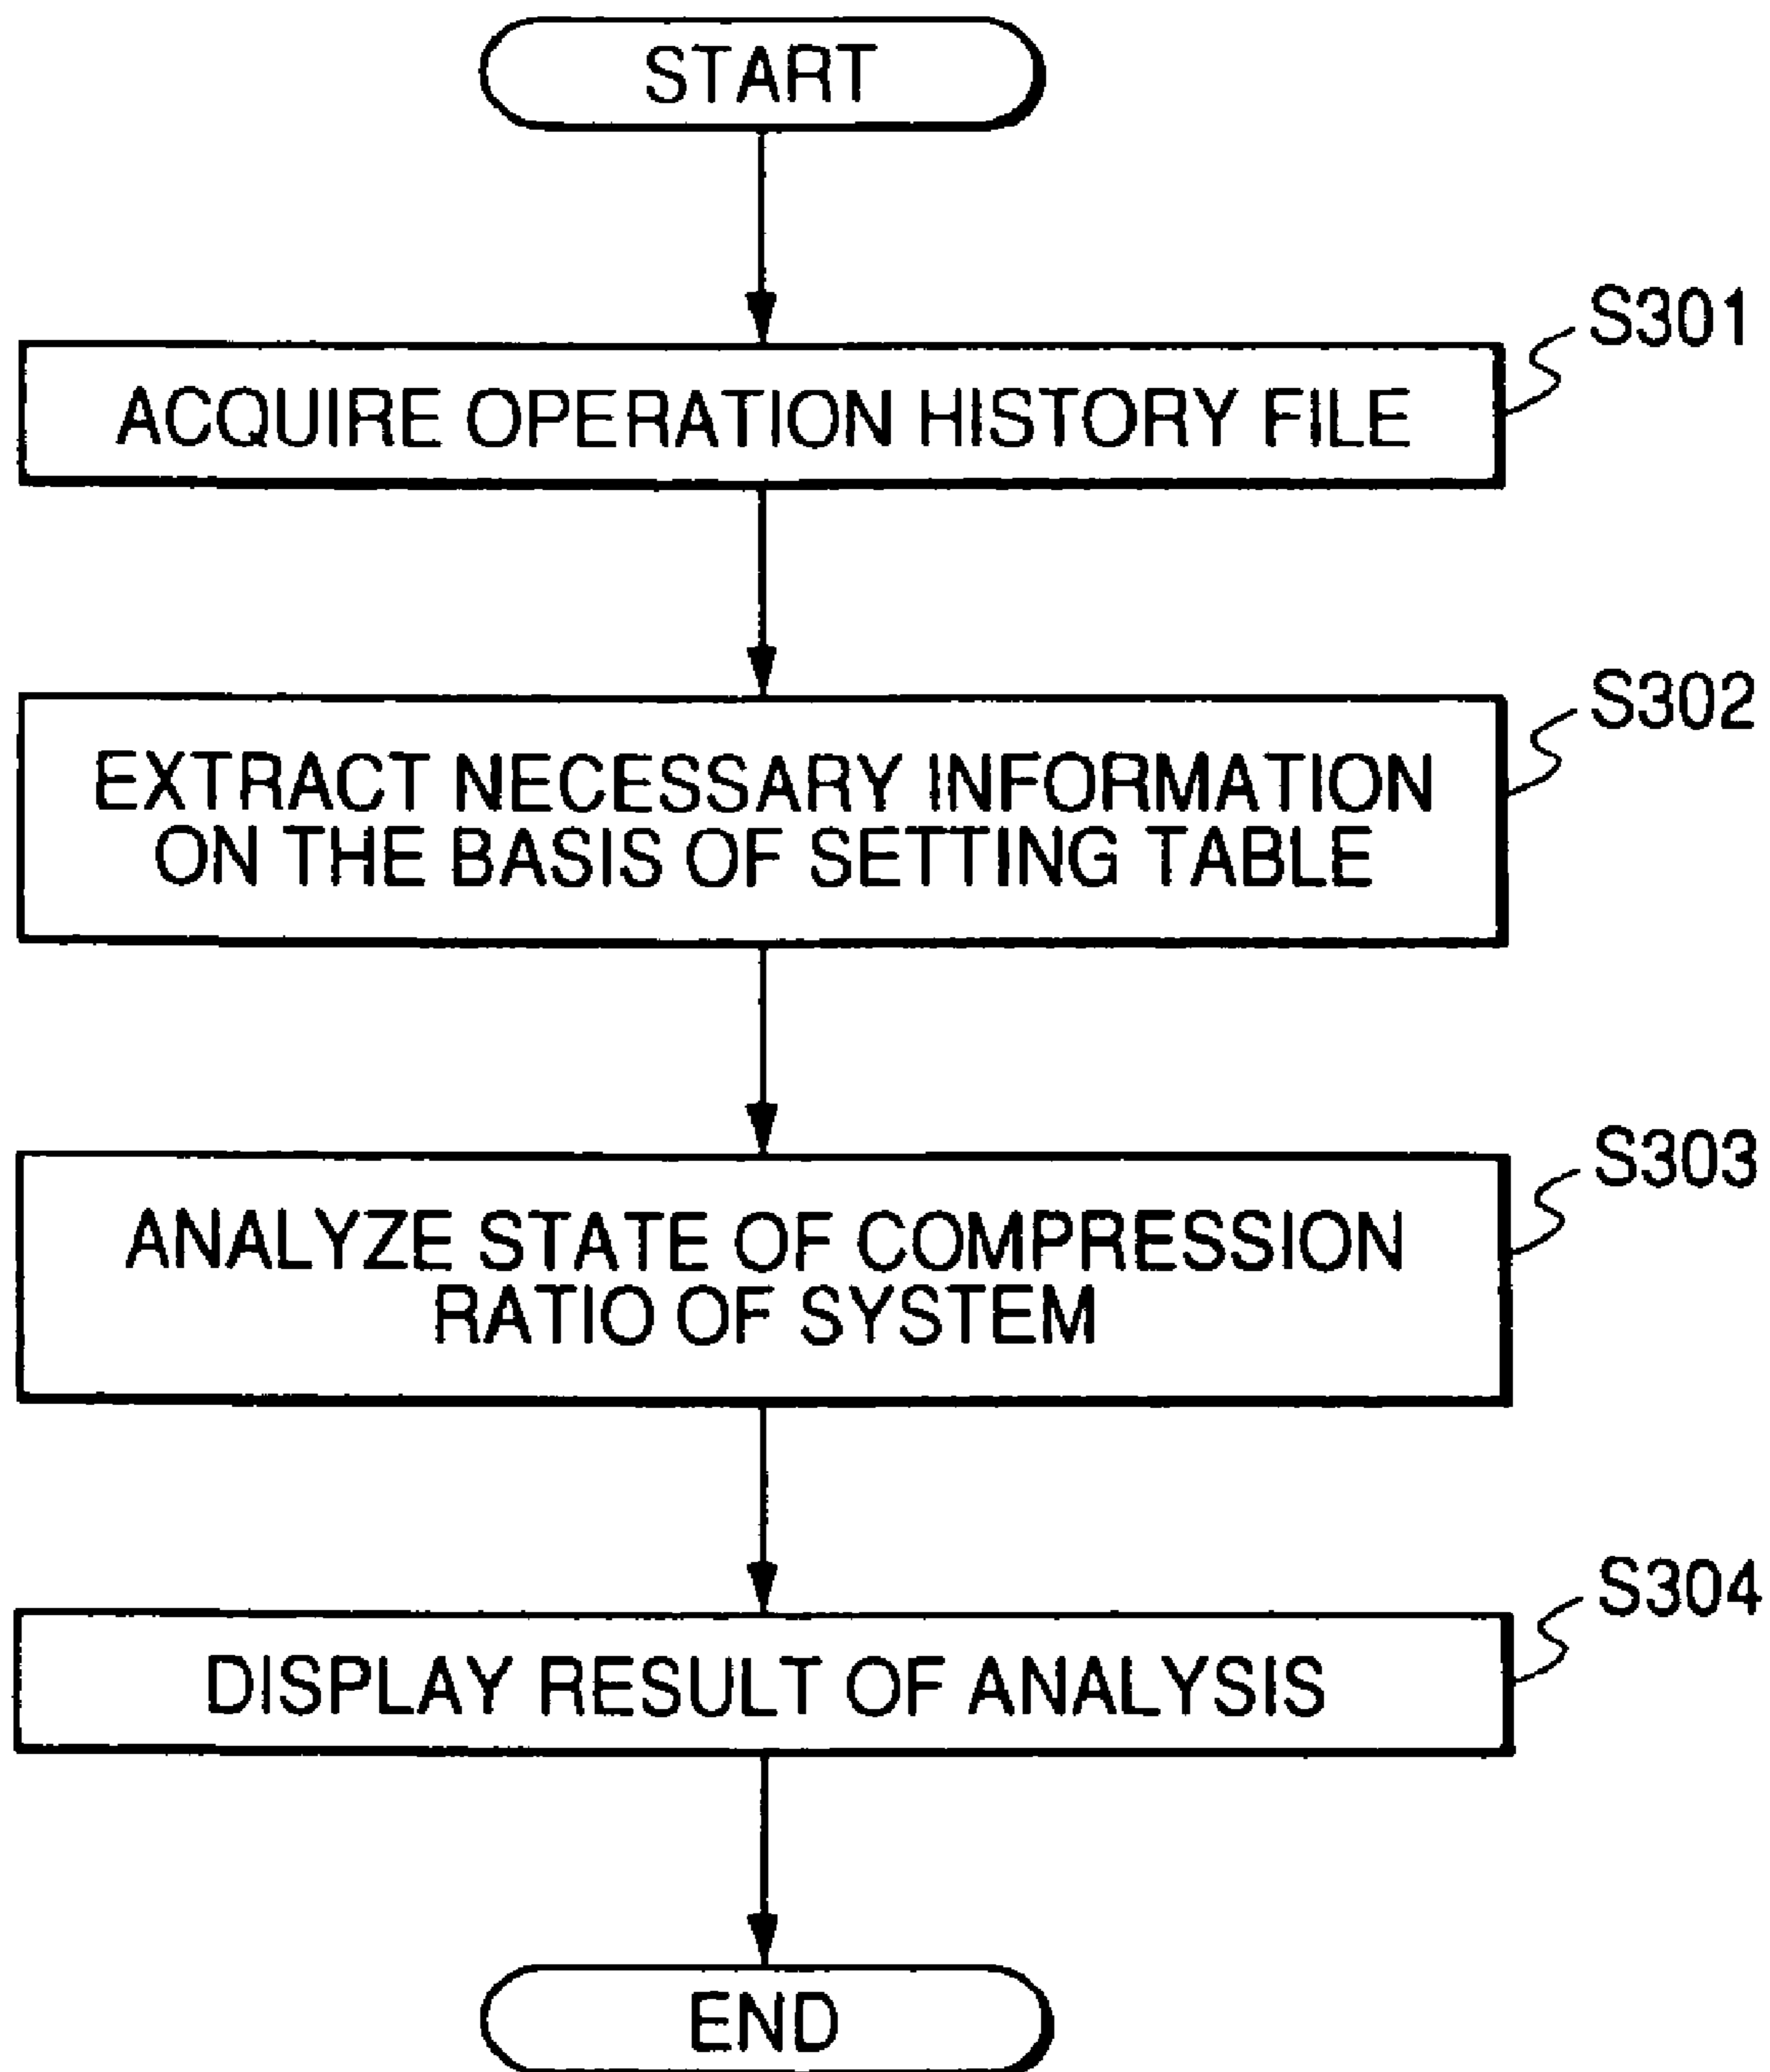 START
S301
ACQUIRE OPERATION HISTORY FILE
S302
EXTRACT NECESSARY INFORMATION
ON THE BASIS OF SETTING TABLE
S303
ANALYZE STATE OF COMPRESSION
RATIO OF SYSTEM
S304
DISPLAY RESULT OF ANALYSIS
END